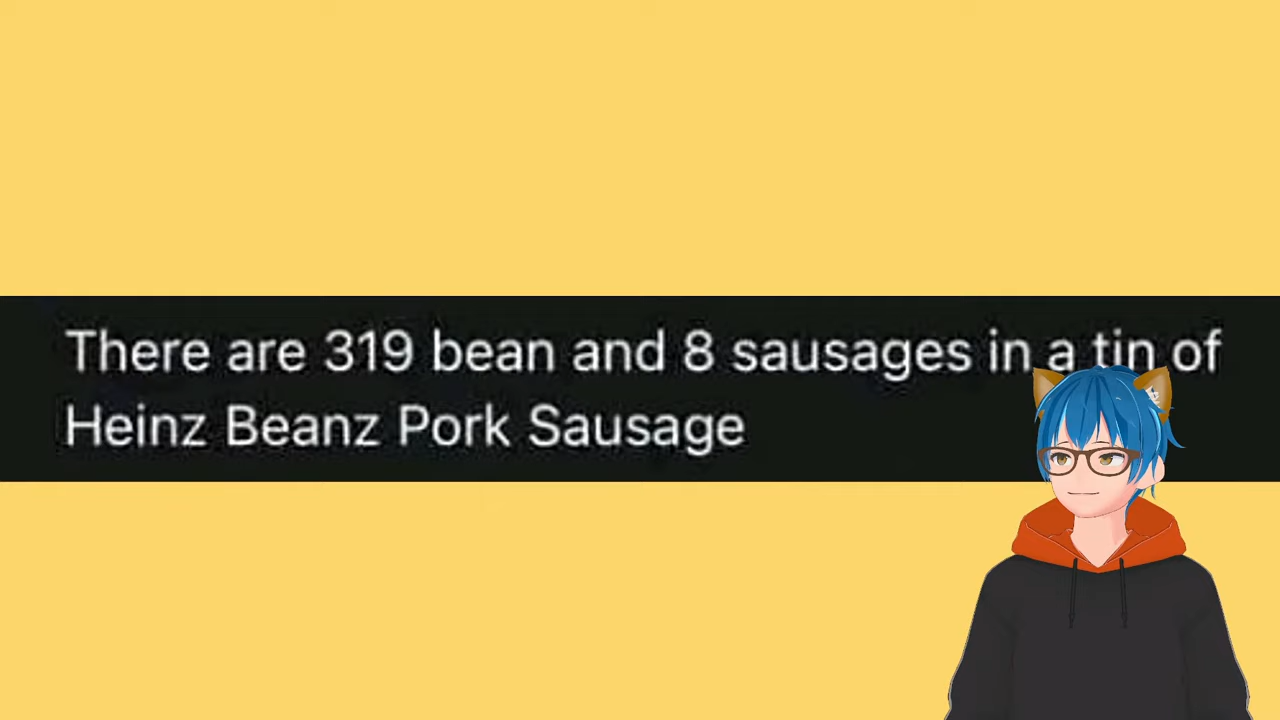 There are 319 bean and 8 sausages in a tin of
Heinz Beanz Pork Sausage